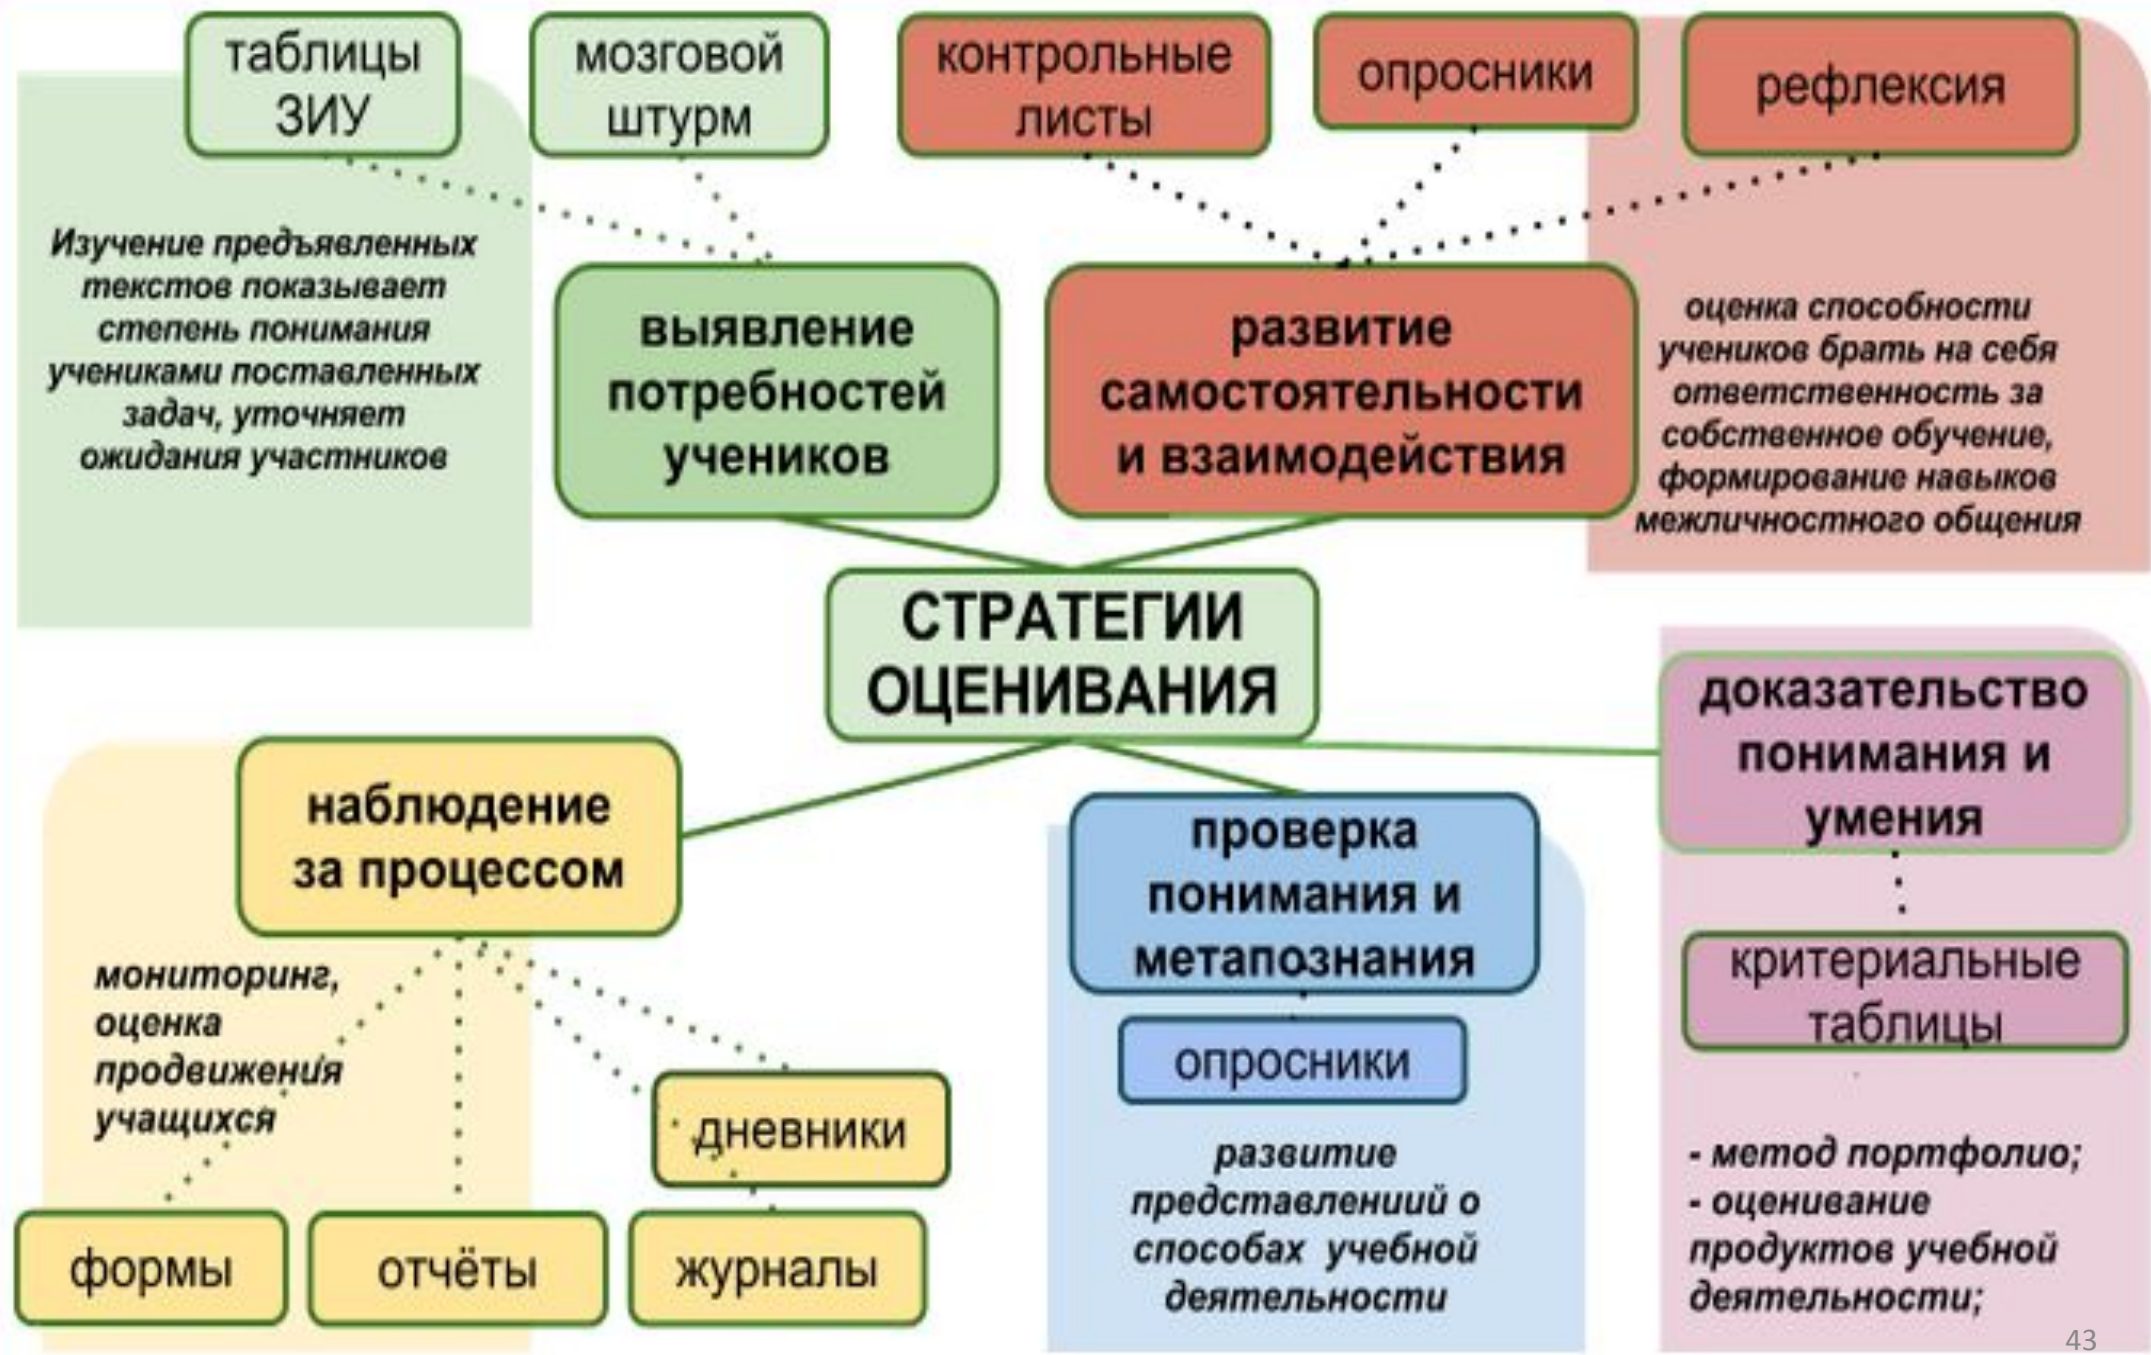 таблицы
ЗИУ
мозговой
штурм
контрольные
листы
опросники
рефлексия
Изучение предъявленных
текстов показывает
степень понимания
учениками поставленных
задач, уточняет
ожидания участников
выявление
потребностей
учеников
развитие
самостоятельности
и взаимодействия
оценка способности
учеников брать на себя
ответственность за
собственное обучение,
формирование навыков
межличностного общения
СТРАТЕГИИ
ОЦЕНИВАНИЯ
наблюдение
за процессом
мониторинг,
оценка
продвижения
учащихся
дневники
формы
отчёты
журналы
проверка
понимания и
метапознания
опросники
развитие
представлениий о
способах учебной
деятельности
доказательство
понимания и
умения
критериальные
таблицы
- метод портфолио;
- оценивание
продуктов учебной
деятельности;
43